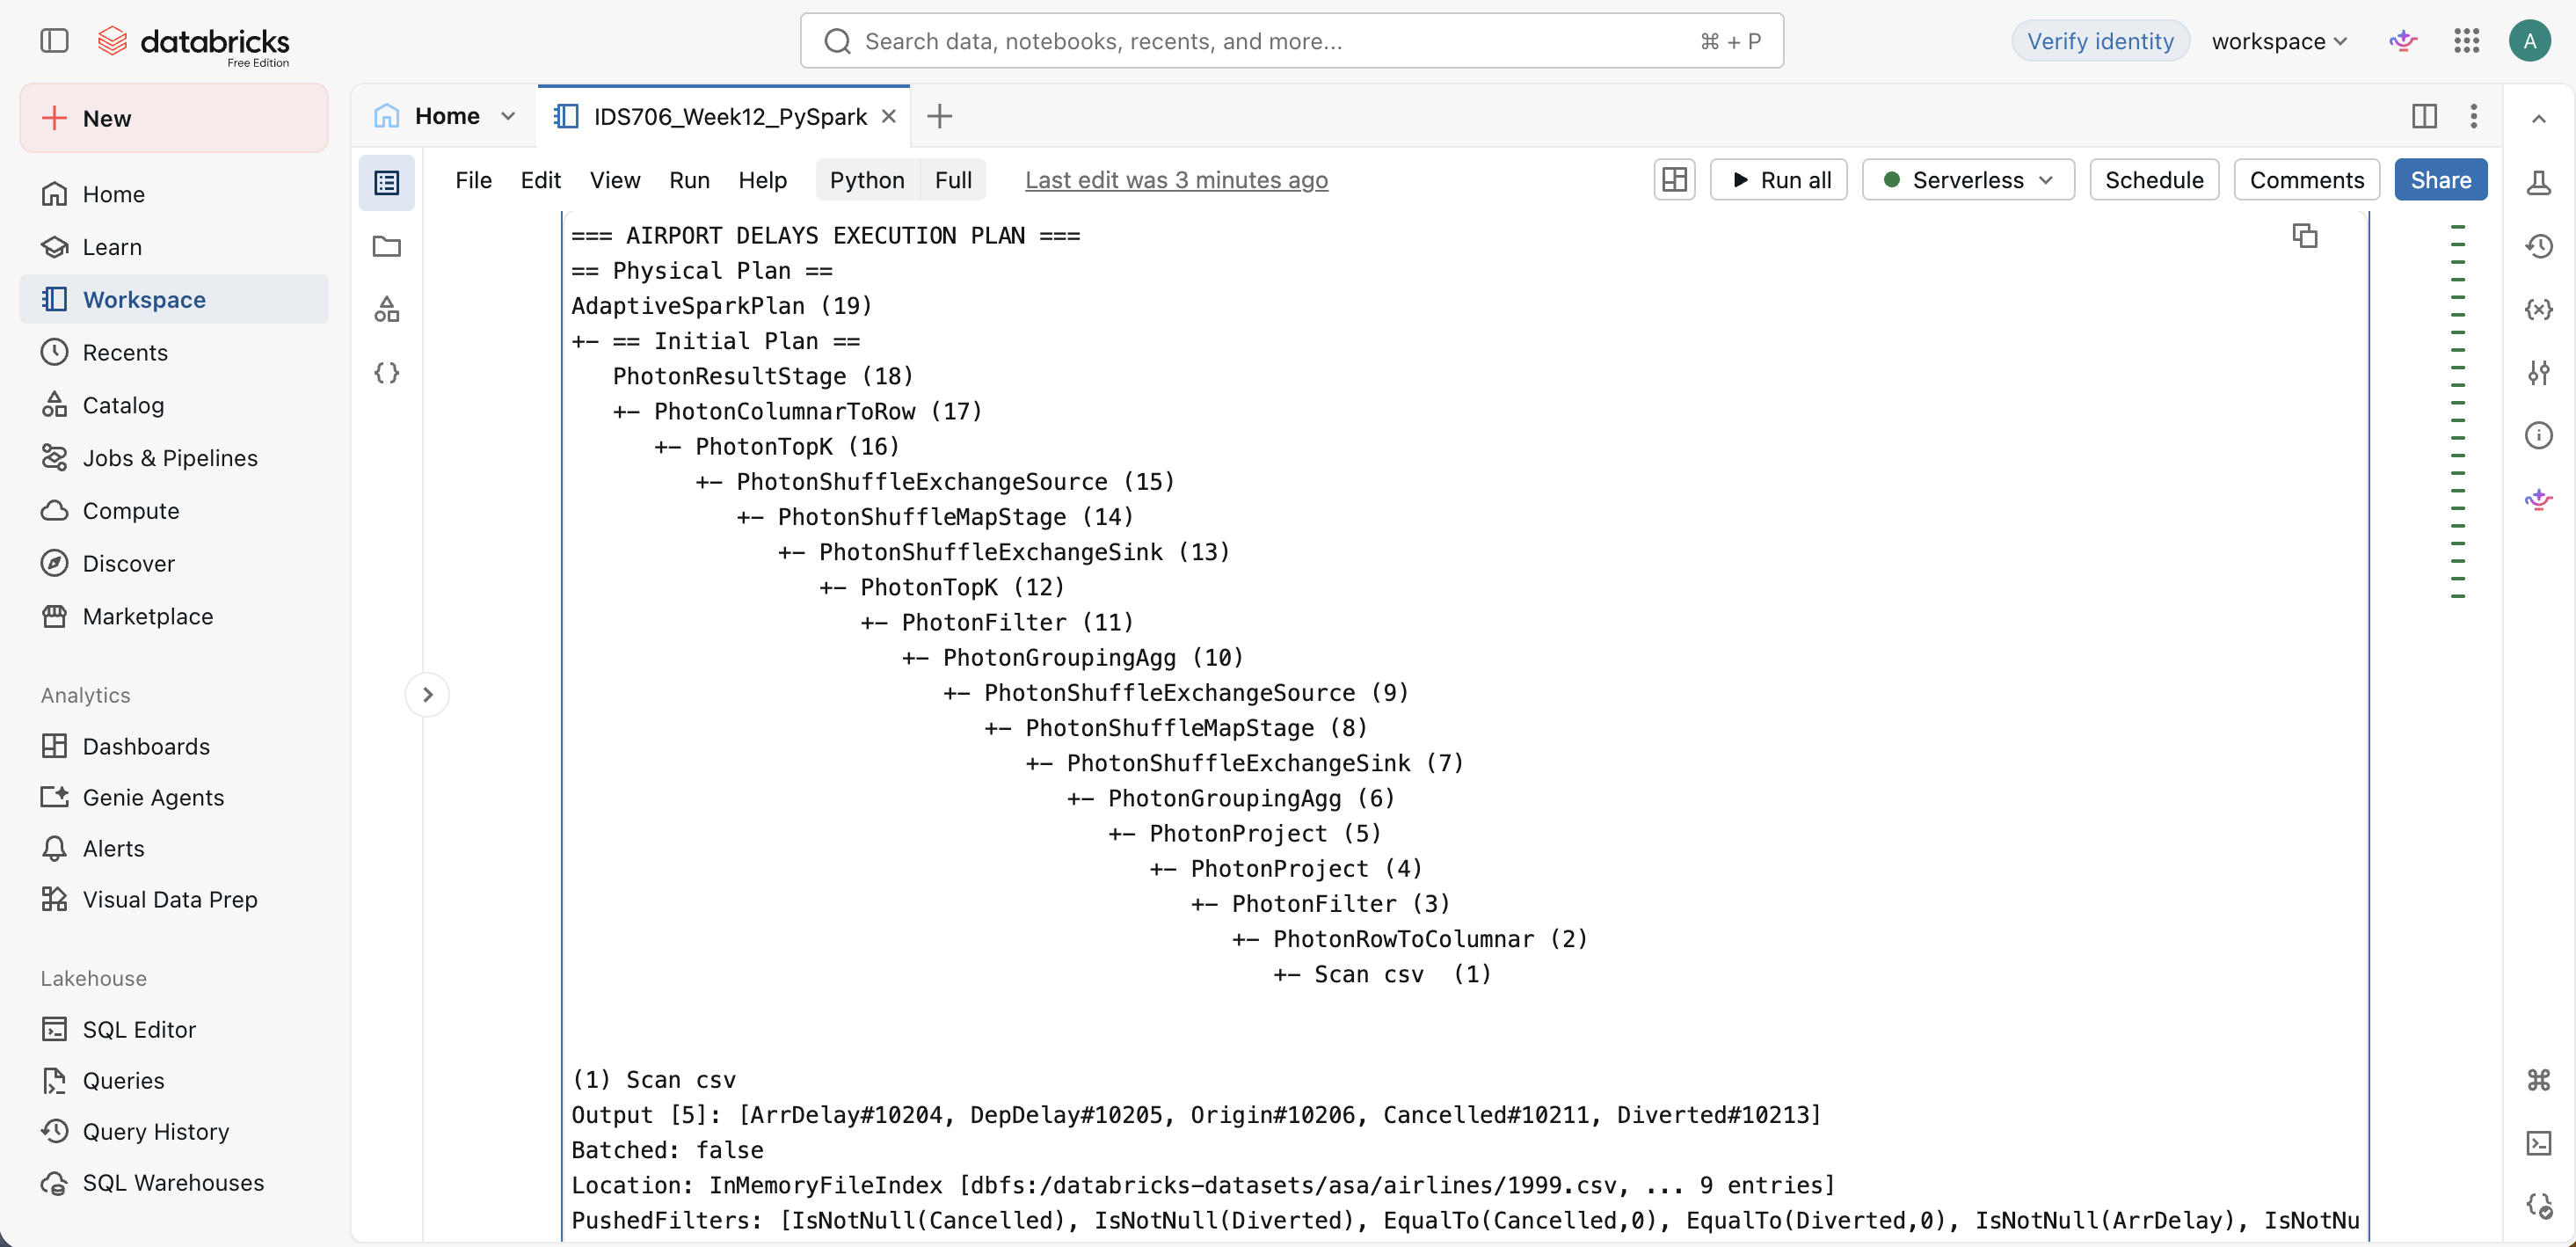 databricks
Free Edition
Search data, notebooks, recents, and more...
⌘ + P
Verify identity
workspace
A
New
Home
Learn
Workspace
Recents
Catalog
Jobs & Pipelines
Compute
Discover
Marketplace
Analytics
Dashboards
Genie Agents
Alerts
Visual Data Prep
Lakehouse
SQL Editor
Queries
Query History
SQL Warehouses
Home
IDS706_Week12_PySpark
File Edit View Run Help Python Full Last edit was 3 minutes ago
Run all Serverless Schedule Comments Share
=== AIRPORT DELAYS EXECUTION PLAN ===
== Physical Plan ==
AdaptiveSparkPlan (19)
+- == Initial Plan ==
   PhotonResultStage (18)
   +- PhotonColumnarToRow (17)
      +- PhotonTopK (16)
         +- PhotonShuffleExchangeSource (15)
            +- PhotonShuffleMapStage (14)
               +- PhotonShuffleExchangeSink (13)
                  +- PhotonTopK (12)
                     +- PhotonFilter (11)
                        +- PhotonGroupingAgg (10)
                           +- PhotonShuffleExchangeSource (9)
                              +- PhotonShuffleMapStage (8)
                                 +- PhotonShuffleExchangeSink (7)
                                    +- PhotonGroupingAgg (6)
                                       +- PhotonProject (5)
                                          +- PhotonProject (4)
                                             +- PhotonFilter (3)
                                                +- PhotonRowToColumnar (2)
                                                   +- Scan csv  (1)
(1) Scan csv
Output [5]: [ArrDelay#10204, DepDelay#10205, Origin#10206, Cancelled#10211, Diverted#10213]
Batched: false
Location: InMemoryFileIndex [dbfs:/databricks-datasets/asa/airlines/1999.csv, ... 9 entries]
PushedFilters: [IsNotNull(Cancelled), IsNotNull(Diverted), EqualTo(Cancelled,0), EqualTo(Diverted,0), IsNotNull(ArrDelay), IsNotNu